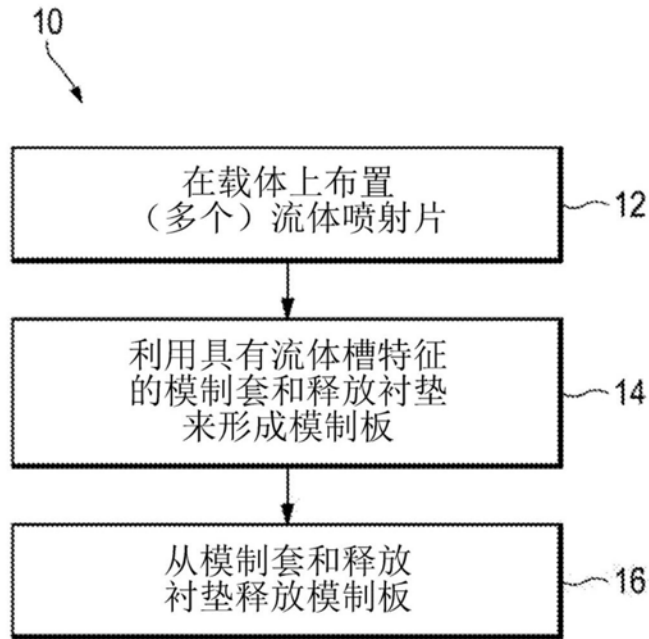 10
在载体上布置
（多个）流体喷射片
12
利用具有流体槽特征
的模制套和释放衬垫
来形成模制板
14
从模制套和释放
衬垫释放模制板
16